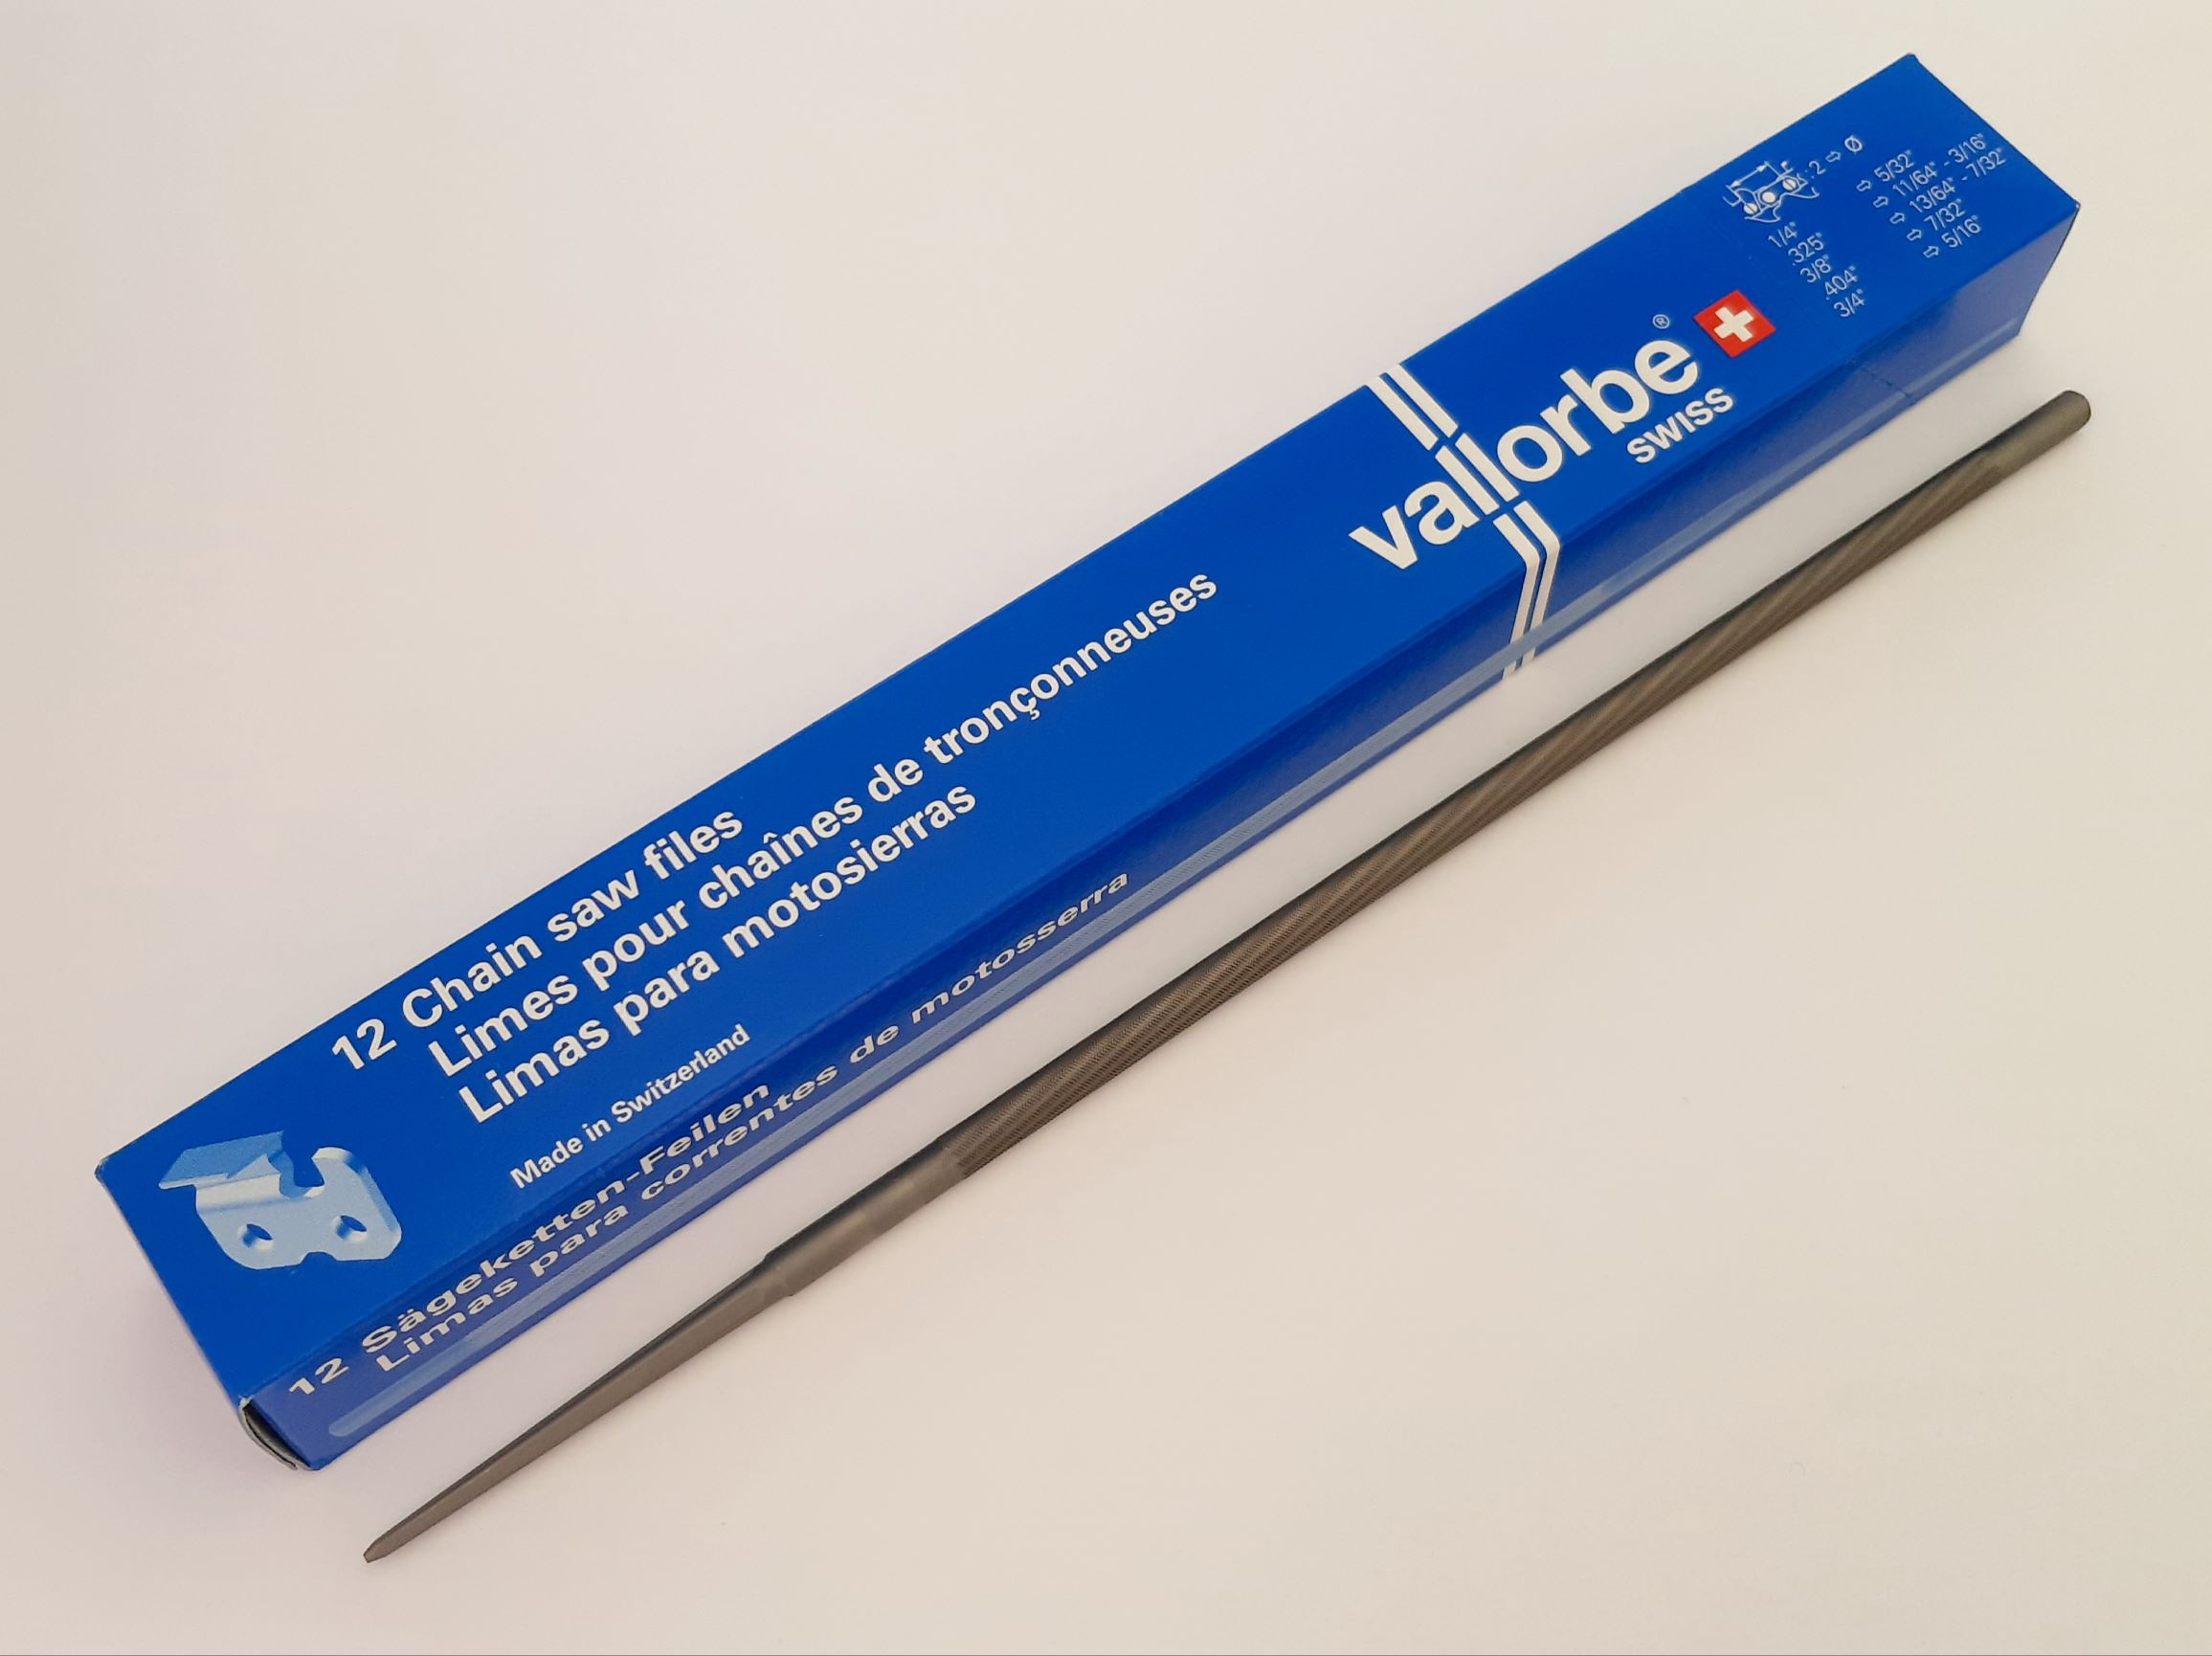 12 Chain saw files
Limes pour chaînes de tronçonneuses
Limas para motosierras
Made in Switzerland
vallorbe®
swiss
:2 ⇨ Ø
1/4" ⇨ 5/32"
.325" ⇨ 11/64" - 3/16"
3/8" ⇨ 13/64" - 7/32"
.404" ⇨ 7/32"
3/4" ⇨ 5/16"
12 Sägeketten-Feilen
Limas para correntes de motosserra